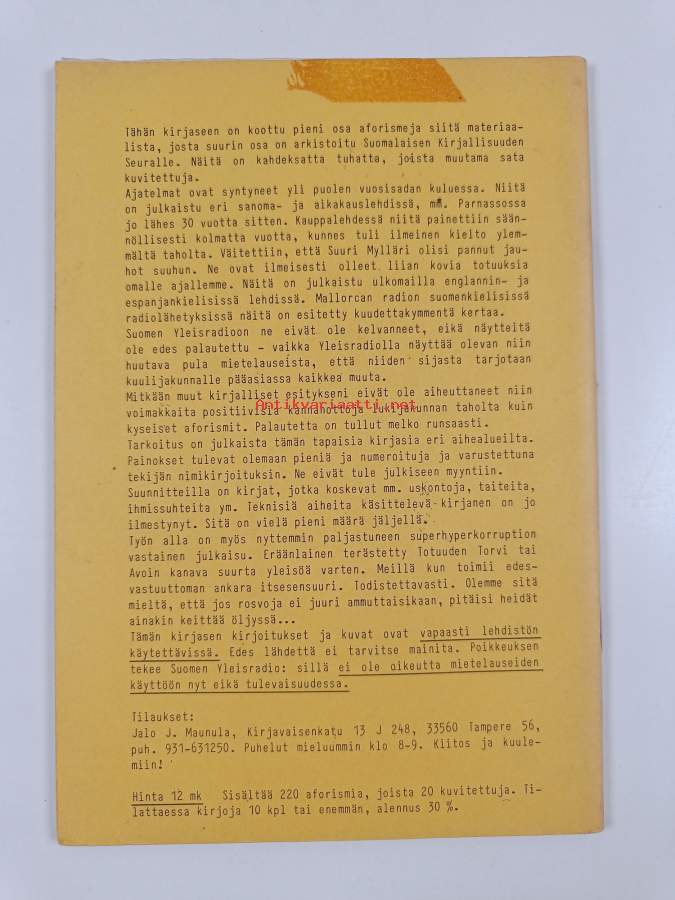 Tähän kirjaseen on koottu pieni osa aforismeja siitä materiaa-
lista, josta suurin osa on arkistoitu Suomalaisen Kirjallisuuden
Seuralle. Näitä on kahdeksatta tuhatta, joista muutama sata
kuvitettuja.
Ajatelmat ovat syntyneet yli puolen vuosisadan kuluessa. Niitä
on julkaistu eri sanoma- ja aikakauslehdissä, mm. Parnassossa
jo lähes 30 vuotta sitten. Kauppalehdessä niitä painettiin sään-
nöllisesti kolmatta vuotta, kunnes tuli ilmeinen kielto ylem-
mältä taholta. Väitettiin, että Suuri Mylläri olisi pannut jau-
hot suuhun. Ne ovat ilmeisesti olleet liian kovia totuuksia
omalle ajallemme. Näitä on julkaistu ulkomailla englannin- ja
espanjankielisissä lehdissä. Mallorcan radion suomenkielisissä
radiolähetyksissä näitä on esitetty kuudettakymmentä kertaa.
Suomen Yleisradioon ne eivät ole kelvanneet, eikä näytteitä
ole edes palautettu - vaikka Yleisradiolla näyttää olevan niin
huutava pula mietelauseista, että niiden sijasta tarjotaan
kuulijakunnalle pääasiassa kaikkea muuta.
Mitkään muut kirjalliset esitykseni eivät ole aiheuttaneet niin
voimakkaita positiivisia kannanottoja lukijakunnan taholta kuin
Antikvariaatti.net
kyseiset aforismit. Palautetta on tullut melko runsaasti.
Tarkoitus on julkaista tämän tapaisia kirjasia eri aihealueilta.
Painokset tulevat olemaan pieniä ja numeroituja ja varustettuna
tekijän nimikirjoituksin. Ne eivät tule julkiseen myyntiin.
Suunnitteilla on kirjat, jotka koskevat mm. uskontoja, taiteita,
ihmissuhteita ym. Teknisiä aiheita käsittelevä kirjanen on jo
ilmestynyt. Sitä on vielä pieni määrä jäljellä.
Työn alla on myös nyttemmin paljastuneen superhyperkorruption
vastainen julkaisu. Eräänlainen terästetty Totuuden Torvi tai
Avoin kanava suurta yleisöä varten. Meillä kun toimii edes-
vastuuttoman ankara itsesensuuri. Todistettavasti. Olemme sitä
mieltä, että jos rosvoja ei juuri ammuttaisikaan, pitäisi heidät
ainakin keittää öljyssä...
Tämän kirjasen kirjoitukset ja kuvat ovat vapaasti lehdistön
käytettävissä. Edes lähdettä ei tarvitse mainita. Poikkeuksen
tekee Suomen Yleisradio: sillä ei ole oikeutta mietelauseiden
käyttöön nyt eikä tulevaisuudessa.
Tilaukset:
Jalo J. Maunula, Kirjavaisenkatu 13 J 248, 33560 Tampere 56,
puh. 931-631250. Puhelut mieluummin klo 8-9. Kiitos ja kuule-
miin!
Hinta 12 mk Sisältää 220 aforismia, joista 20 kuvitettuja. Ti-
lattaessa kirjoja 10 kpl tai enemmän, alennus 30 %.